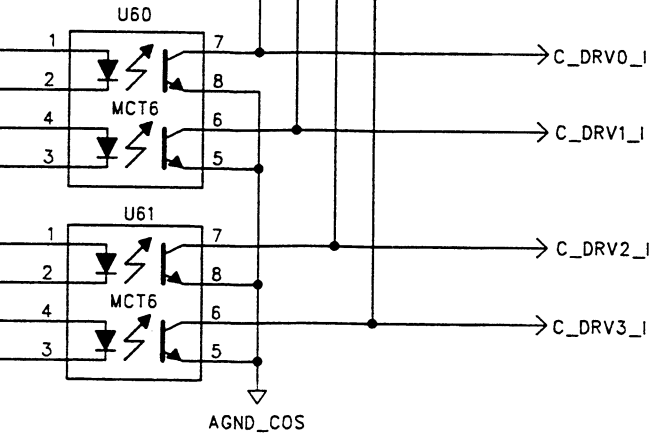 U60
1 7 C_DRV0_I
2 8
MCT6
4 6 C_DRV1_I
3 5
U61
1 7 C_DRV2_I
2 8
MCT6
4 6 C_DRV3_I
3 5
AGND_COS